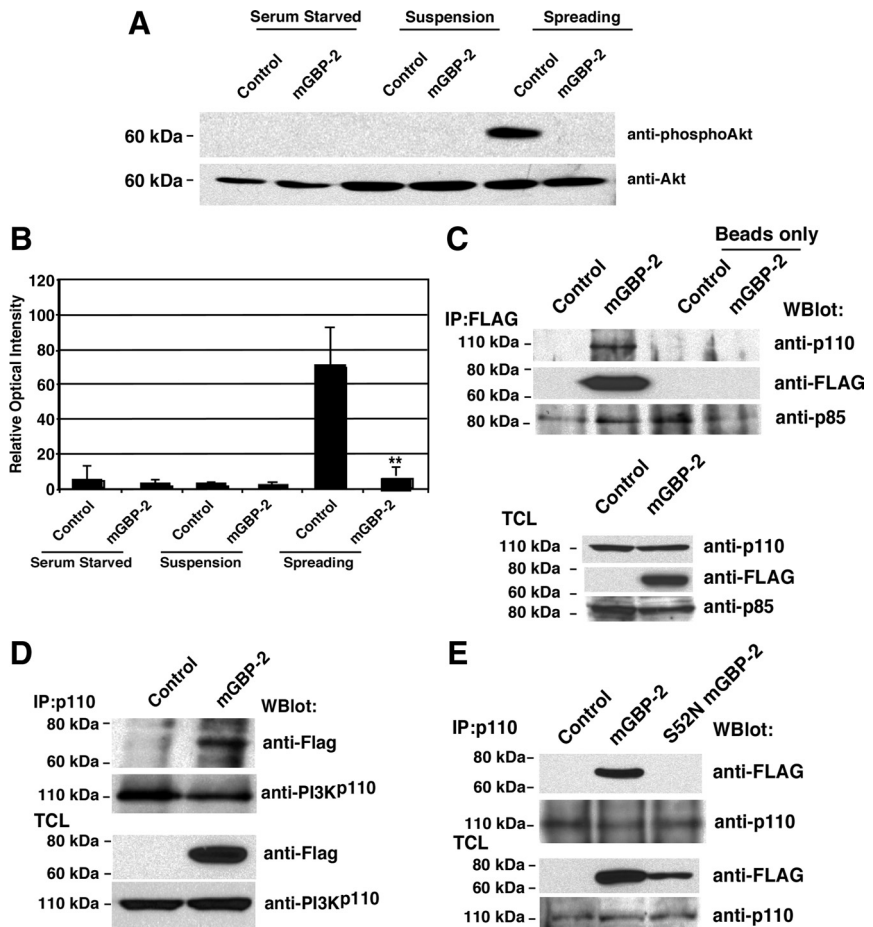 A
Serum Starved Suspension Spreading
Control mGBP-2 Control mGBP-2 Control mGBP-2
60 kDa – anti-phosphoAkt
60 kDa – anti-Akt
B
120
100
80
60
40
20
0
Relative Optical Intensity
**
Control mGBP-2 Control mGBP-2 Control mGBP-2
Serum Starved Suspension Spreading
C
Beads only
Control mGBP-2 Control mGBP-2
IP:FLAG WBlot:
110 kDa – anti-p110
80 kDa –
60 kDa – anti-FLAG
80 kDa – anti-p85
Control mGBP-2
TCL
110 kDa – anti-p110
80 kDa –
60 kDa – anti-FLAG
80 kDa – anti-p85
D
Control mGBP-2
IP:p110 WBlot:
80 kDa –
60 kDa – anti-Flag
110 kDa – anti-PI3Kp110
TCL
80 kDa –
60 kDa – anti-Flag
110 kDa – anti-PI3Kp110
E
Control mGBP-2 S52N mGBP-2
IP:p110 WBlot:
80 kDa–
60 kDa– anti-FLAG
110 kDa– anti-p110
TCL
80 kDa –
60 kDa – anti-FLAG
110 kDa – anti-p110